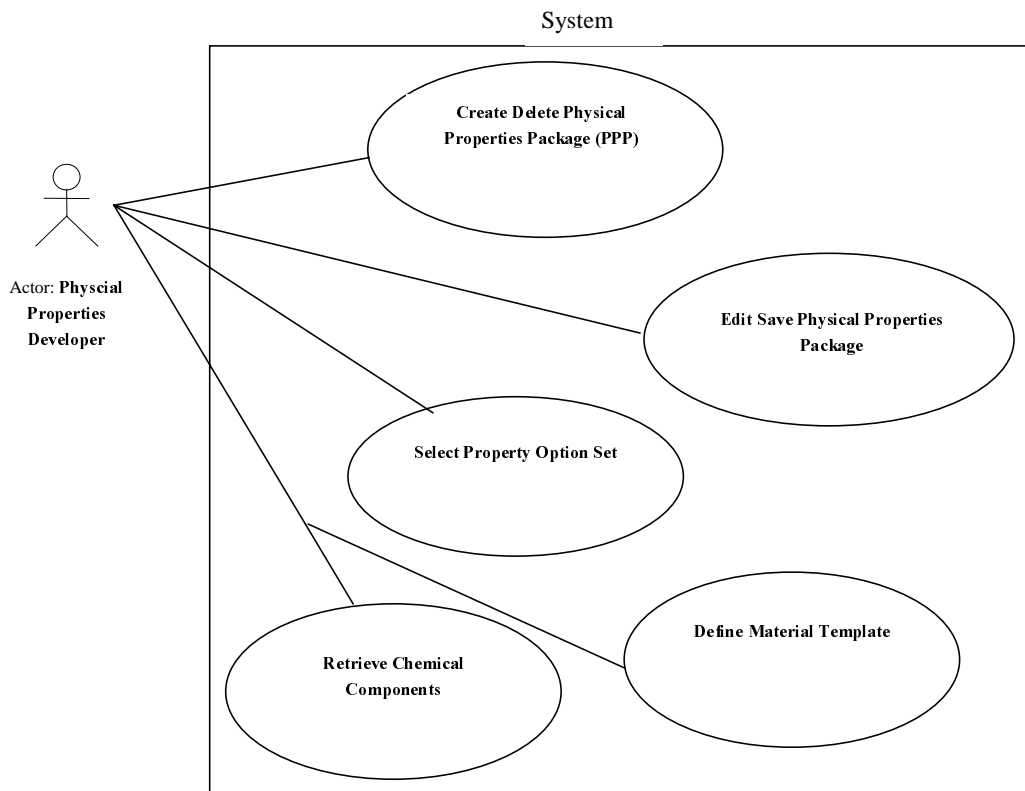 System
Create Delete Physical
Properties Package (PPP)
Actor: Physcial
Properties
Developer
Edit Save Physical Properties
Package
Select Property Option Set
Define Material Template
Retrieve Chemical
Components